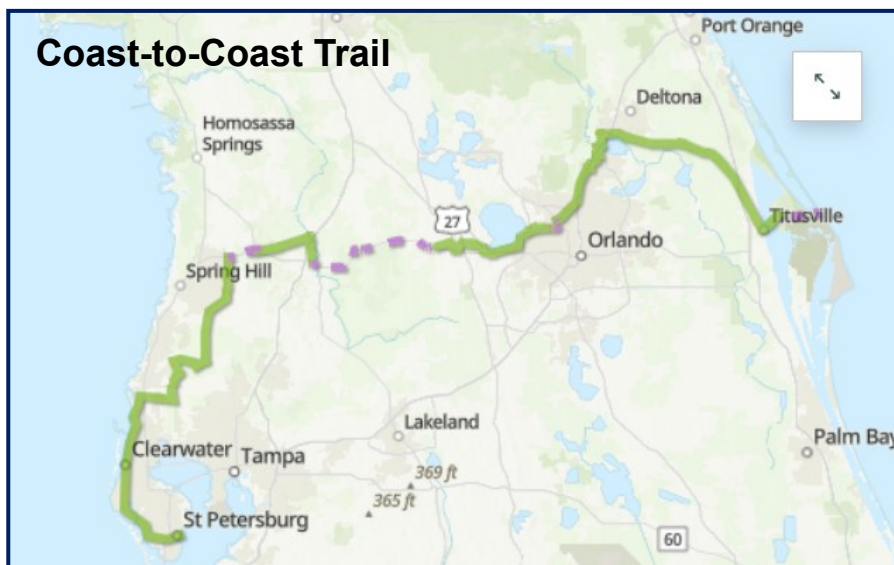 Coast-to-Coast Trail
Port Orange
Deltona
Homosassa
Springs
27
Titusville
Orlando
Spring Hill
Lakeland
Palm Bay
Clearwater
Tampa
369 ft
365 ft
St Petersburg
60